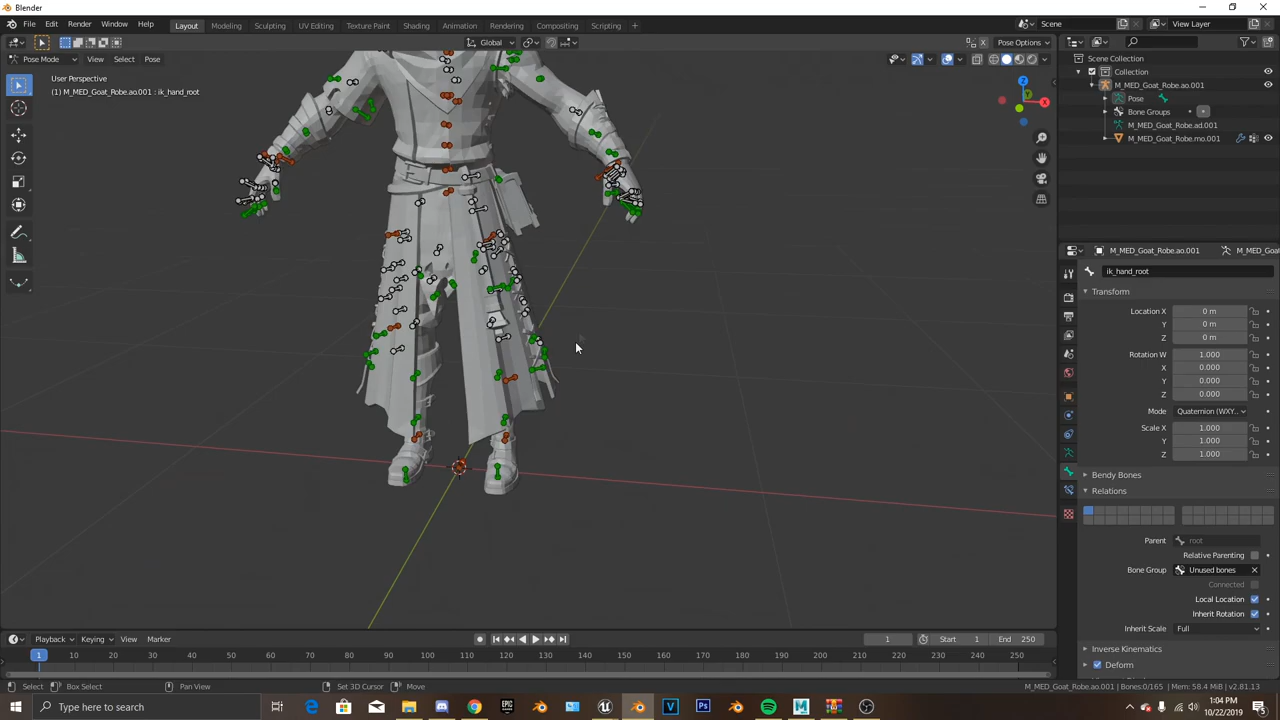 Blender
File Edit Render Window Help Layout Modeling Sculpting UV Editing Texture Paint Shading Animation Rendering Compositing Scripting + Scene View Layer
Global Pose Options
Pose Mode View Select Pose
User Perspective
(1) M_MED_Goat_Robe.ao.001 : ik_hand_root
Z
Y
X
Scene Collection
Collection
M_MED_Goat_Robe.ao.001
Pose
Bone Groups
M_MED_Goat_Robe.ad.001
M_MED_Goat_Robe.mo.001
M_MED_Goat_Robe.ao.001 M_MED_Goat
ik_hand_root
Transform
Location X 0 m
Y 0 m
Z 0 m
Rotation W 1.000
X 0.000
Y 0.000
Z 0.000
Mode Quaternion (WXY..
Scale X 1.000
Y 1.000
Z 1.000
Bendy Bones
Relations
Parent root
Relative Parenting
Bone Group Unused bones
Connected
Local Location
Inherit Rotation
Inherit Scale Full
Inverse Kinematics
Deform
Playback Keying View Marker 1 Start 1 End 250
1 10 20 30 40 50 60 70 80 90 100 110 120 130 140 150 160 170 180 190 200 210 220 230 240 250
Select Box Select Pan View Set 3D Cursor Move M_MED_Goat_Robe.ao.001 | Bones:0/165 | Mem: 58.4 MiB | v2.81.13
Type here to search
1:04 PM
10/22/2019